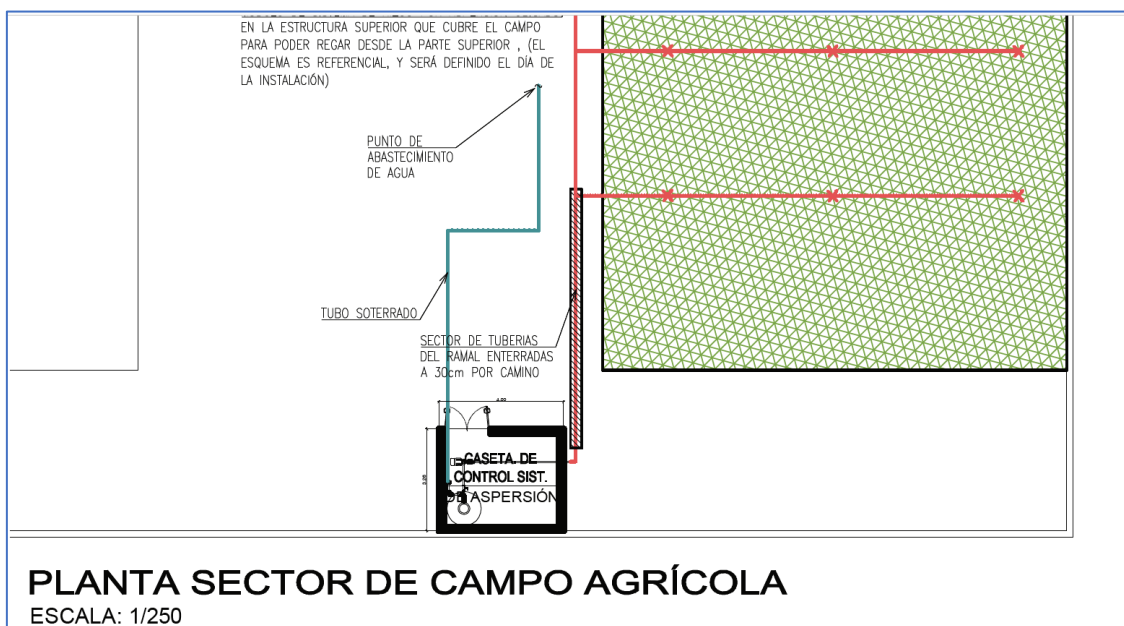 EN LA ESTRUCTURA SUPERIOR QUE CUBRE EL CAMPO
PARA PODER REGAR DESDE LA PARTE SUPERIOR , (EL
ESQUEMA ES REFERENCIAL, Y SERÁ DEFINIDO EL DÍA DE
LA INSTALACIÓN)
PUNTO DE
ABASTECIMIENTO
DE AGUA
TUBO SOTERRADO
SECTOR DE TUBERIAS
DEL RAMAL ENTERRADAS
A 30cm POR CAMINO
CASETA. DE
CONTROL SIST.
DE ASPERSIÓN
PLANTA SECTOR DE CAMPO AGRÍCOLA
ESCALA: 1/250